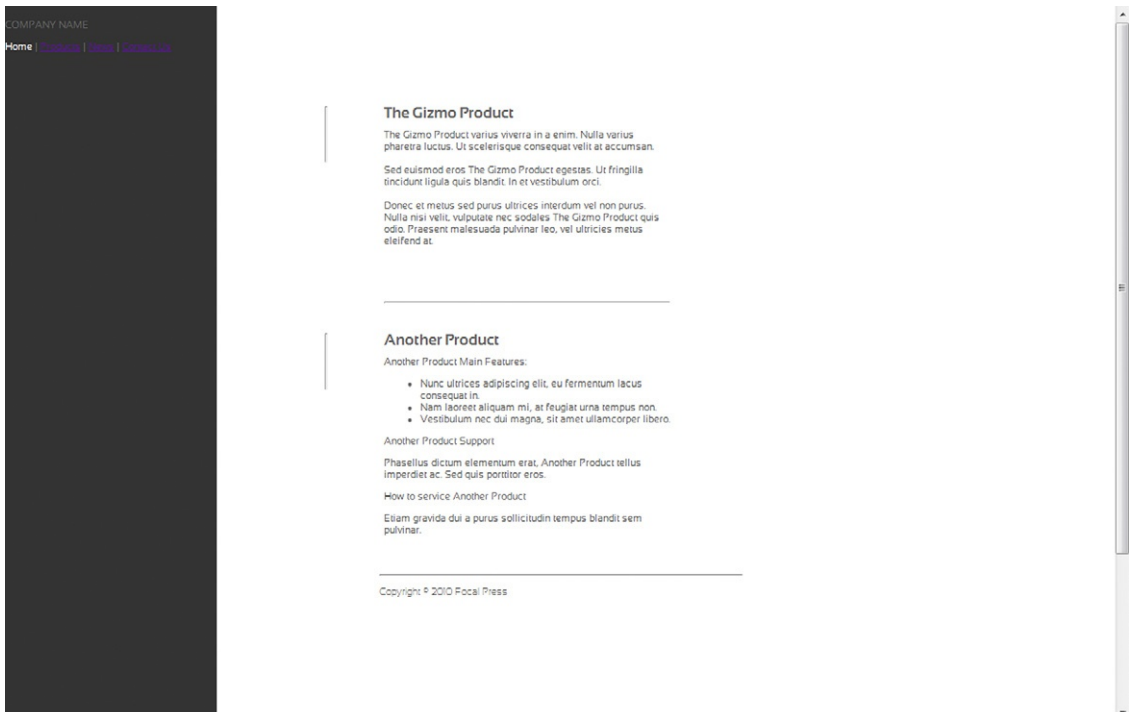 COMPANY NAME
Home | Products | News | Contact Us
The Gizmo Product
The Gizmo Product varius viverra in a enim. Nulla varius
pharetra luctus. Ut scelerisque consequat velit at accumsan.
Sed euismod eros The Gizmo Product egestas. Ut fringilla
tincidunt ligula quis blandit. In et vestibulum orci.
Donec et metus sed purus ultrices interdum vel non purus.
Nulla nisi velit, vulputate nec sodales The Gizmo Product quis
odio. Praesent malesuada pulvinar leo, vel ultricies metus
eleifend at.
Another Product
Another Product Main Features:
• Nunc ultrices adipiscing elit, eu fermentum lacus
consequat in.
• Nam laoreet aliquam mi, at feugiat urna tempus non.
• Vestibulum nec dui magna, sit amet ullamcorper libero.
Another Product Support
Phasellus dictum elementum erat, Another Product tellus
imperdiet ac. Sed quis porttitor eros.
How to service Another Product
Etiam gravida dui a purus sollicitudin tempus blandit sem
pulvinar.
Copyright © 2010 Focal Press